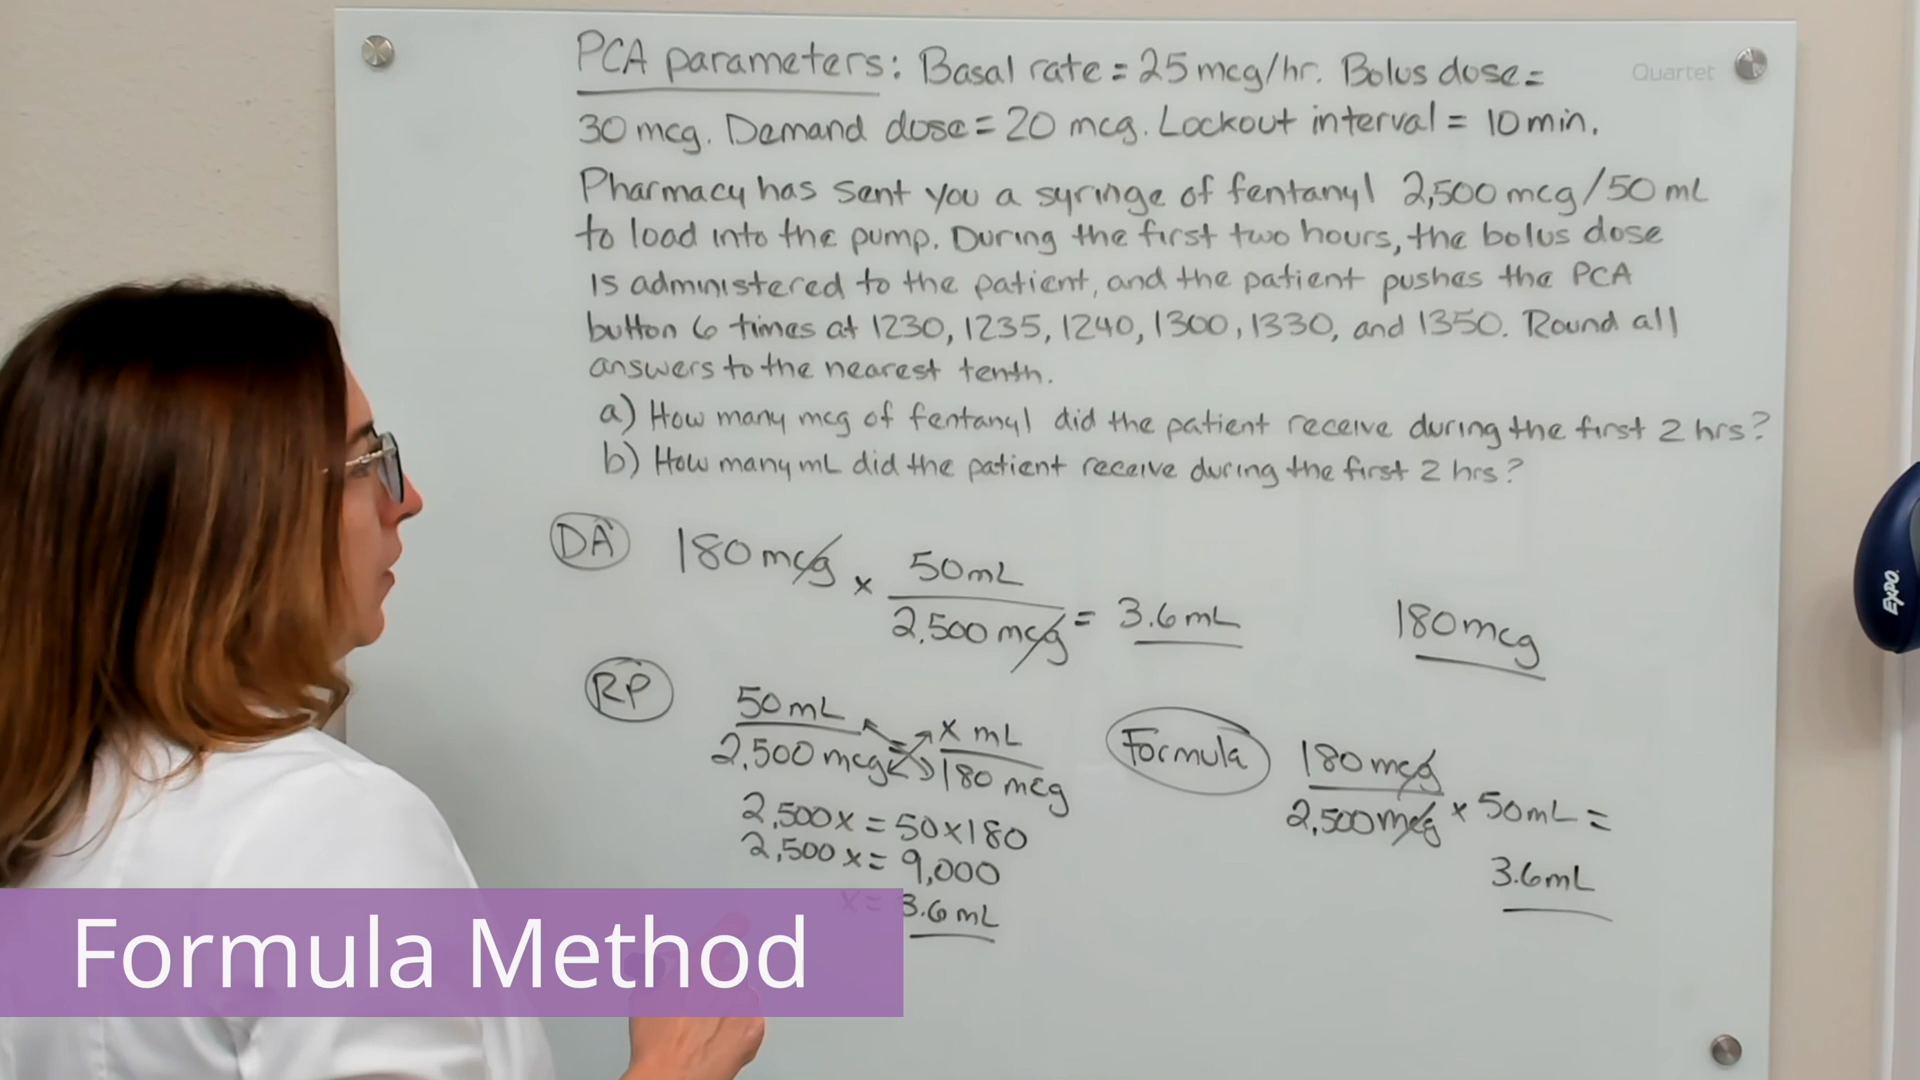 PCA parameters: Basal rate = 25 mcg/hr. Bolus dose =
Quartet
30 mcg. Demand dose = 20 mcg. Lockout interval = 10 min.
Pharmacy has sent you a syringe of fentanyl 2,500 mcg/50 mL
to load into the pump. During the first two hours, the bolus dose
is administered to the patient, and the patient pushes the PCA
button 6 times at 1230, 1235, 1240, 1300, 1330, and 1350. Round all
answers to the nearest tenth.
a) How many mcg of fentanyl did the patient receive during the first 2 hrs?
b) How many mL did the patient receive during the first 2 hrs?
DA
180 mcg x 50 mL
2,500 mcg = 3.6 mL
180 mcg
RP
50 mL = x mL
2,500 mcg 180 mcg
2,500x = 50x180
2,500x = 9,000
x = 3.6 mL
Formula
180 mcg
2,500 mcg x 50 mL =
3.6 mL
EXPO
Formula Method